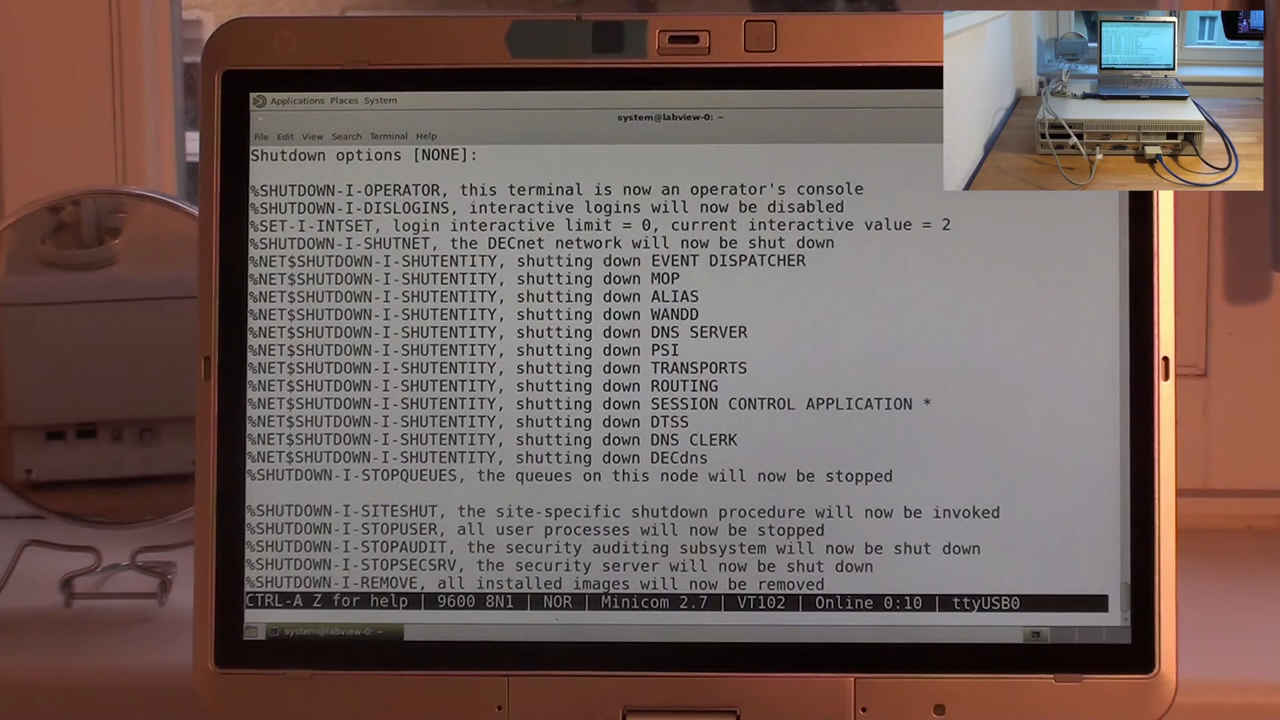 Applications Places System
system@labview-0: ~
File Edit View Search Terminal Help
Shutdown options [NONE]:
%SHUTDOWN-I-OPERATOR, this terminal is now an operator's console
%SHUTDOWN-I-DISLOGINS, interactive logins will now be disabled
%SET-I-INTSET, login interactive limit = 0, current interactive value = 2
%SHUTDOWN-I-SHUTNET, the DECnet network will now be shut down
%NET$SHUTDOWN-I-SHUTENTITY, shutting down EVENT DISPATCHER
%NET$SHUTDOWN-I-SHUTENTITY, shutting down MOP
%NET$SHUTDOWN-I-SHUTENTITY, shutting down ALIAS
%NET$SHUTDOWN-I-SHUTENTITY, shutting down WANDD
%NET$SHUTDOWN-I-SHUTENTITY, shutting down DNS SERVER
%NET$SHUTDOWN-I-SHUTENTITY, shutting down PSI
%NET$SHUTDOWN-I-SHUTENTITY, shutting down TRANSPORTS
%NET$SHUTDOWN-I-SHUTENTITY, shutting down ROUTING
%NET$SHUTDOWN-I-SHUTENTITY, shutting down SESSION CONTROL APPLICATION *
%NET$SHUTDOWN-I-SHUTENTITY, shutting down DTSS
%NET$SHUTDOWN-I-SHUTENTITY, shutting down DNS CLERK
%NET$SHUTDOWN-I-SHUTENTITY, shutting down DECdns
%SHUTDOWN-I-STOPQUEUES, the queues on this node will now be stopped
%SHUTDOWN-I-SITESHUT, the site-specific shutdown procedure will now be invoked
%SHUTDOWN-I-STOPUSER, all user processes will now be stopped
%SHUTDOWN-I-STOPAUDIT, the security auditing subsystem will now be shut down
%SHUTDOWN-I-STOPSECSRV, the security server will now be shut down
%SHUTDOWN-I-REMOVE, all installed images will now be removed
CTRL-A Z for help | 9600 8N1 | NOR | Minicom 2.7 | VT102 | Online 0:10 | ttyUSB0
system@labview-0: ~